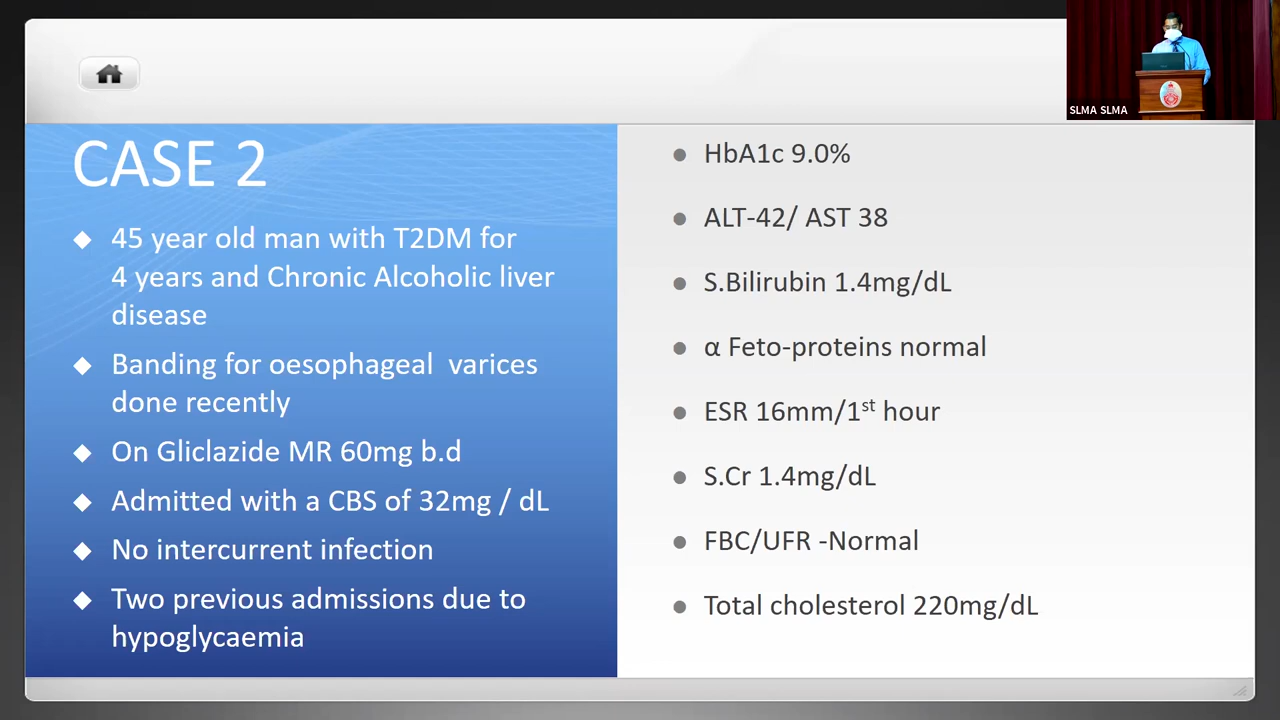 SLMA SLMA
CASE 2
45 year old man with T2DM for
4 years and Chronic Alcoholic liver
disease
Banding for oesophageal varices
done recently
On Gliclazide MR 60mg b.d
Admitted with a CBS of 32mg / dL
No intercurrent infection
Two previous admissions due to
hypoglycaemia
HbA1c 9.0%
ALT-42/ AST 38
S.Bilirubin 1.4mg/dL
α Feto-proteins normal
ESR 16mm/1st hour
S.Cr 1.4mg/dL
FBC/UFR -Normal
Total cholesterol 220mg/dL